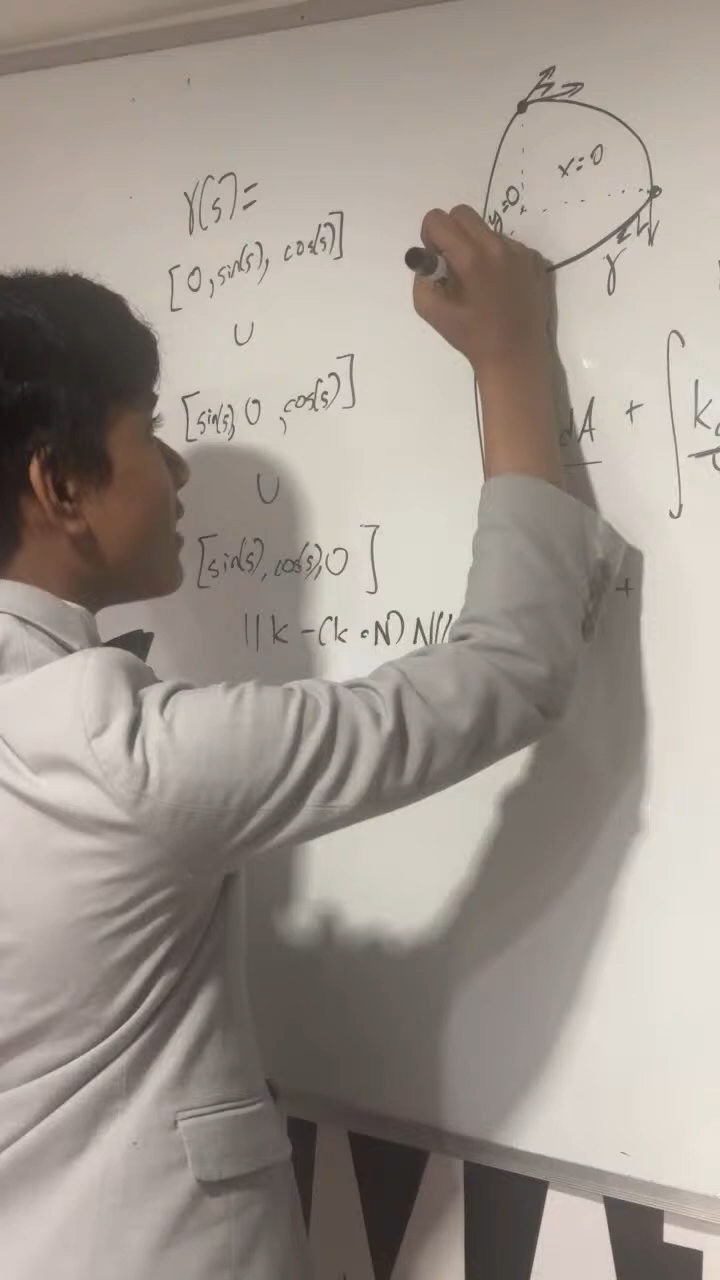 γ(s)=
[0, sin(s), cos(s)]
∪
[sin(s), 0, cos(s)]
∪
[sin(s), cos(s), 0]
||k-(k•N)N||
x=0
y=0
γ
dA + ∫ k
+